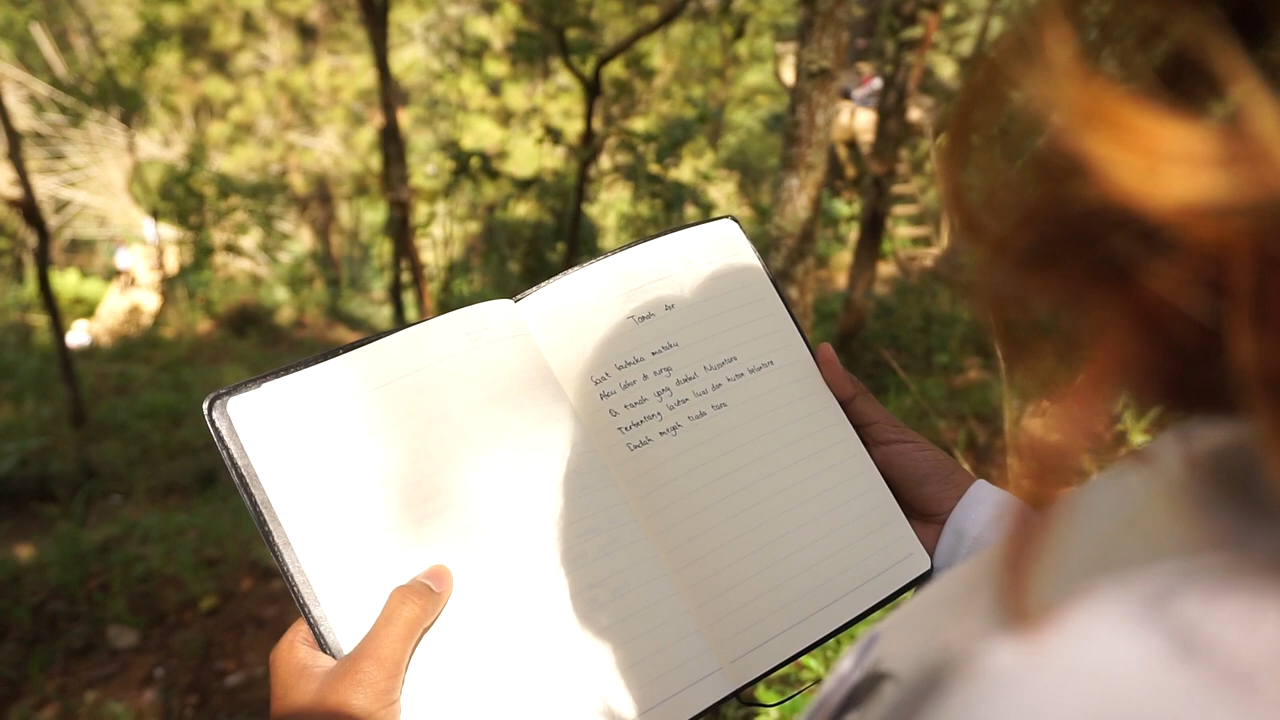 Tanah Air
Saat kubuka mataku
Aku lahir di surga
Di tanah yang disebut Nusantara
Terbentang lautan luas dan hutan belantara
Indah megah tiada tara